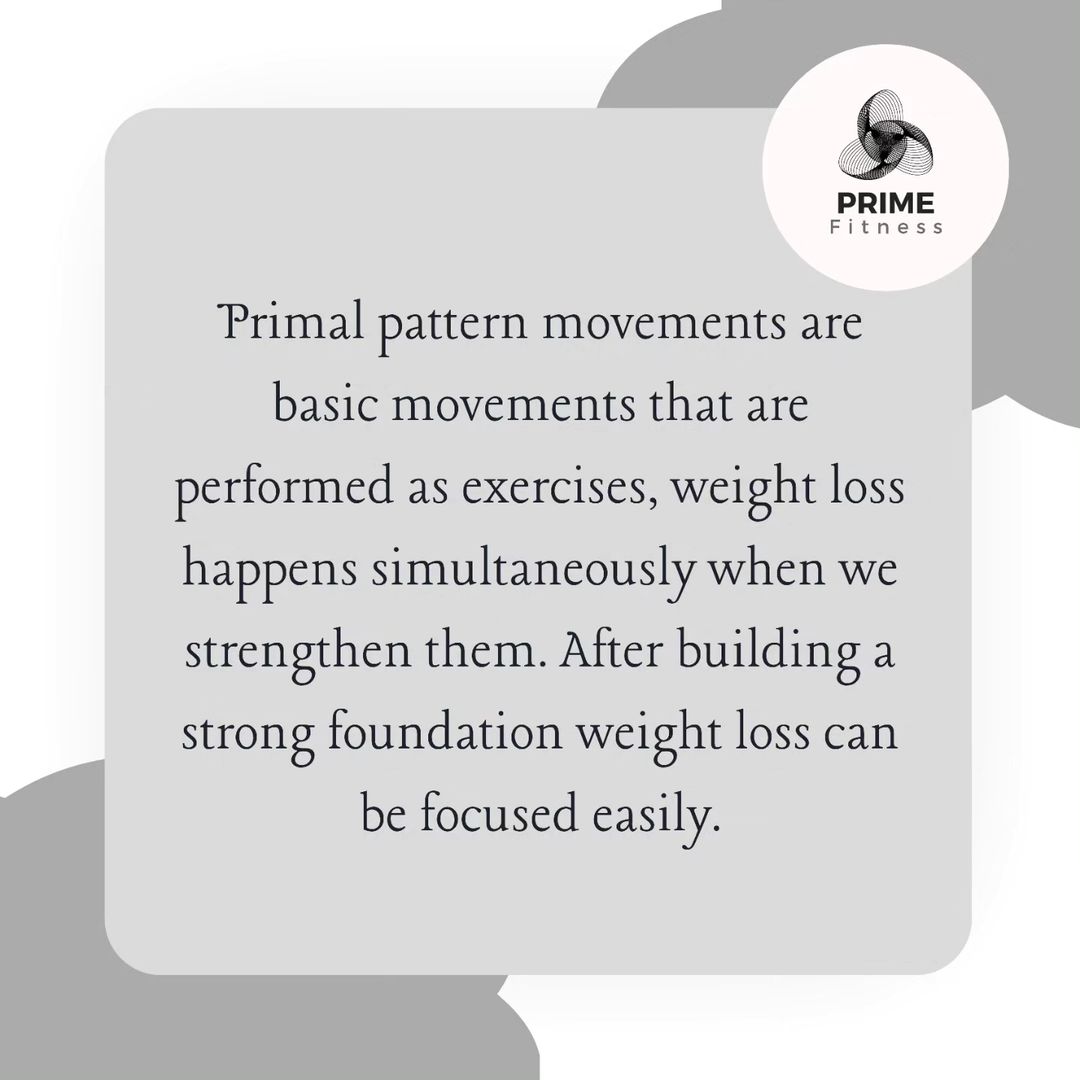 PRIME
Fitness
Primal pattern movements are
basic movements that are
performed as exercises, weight loss
happens simultaneously when we
strengthen them. After building a
strong foundation weight loss can
be focused easily.